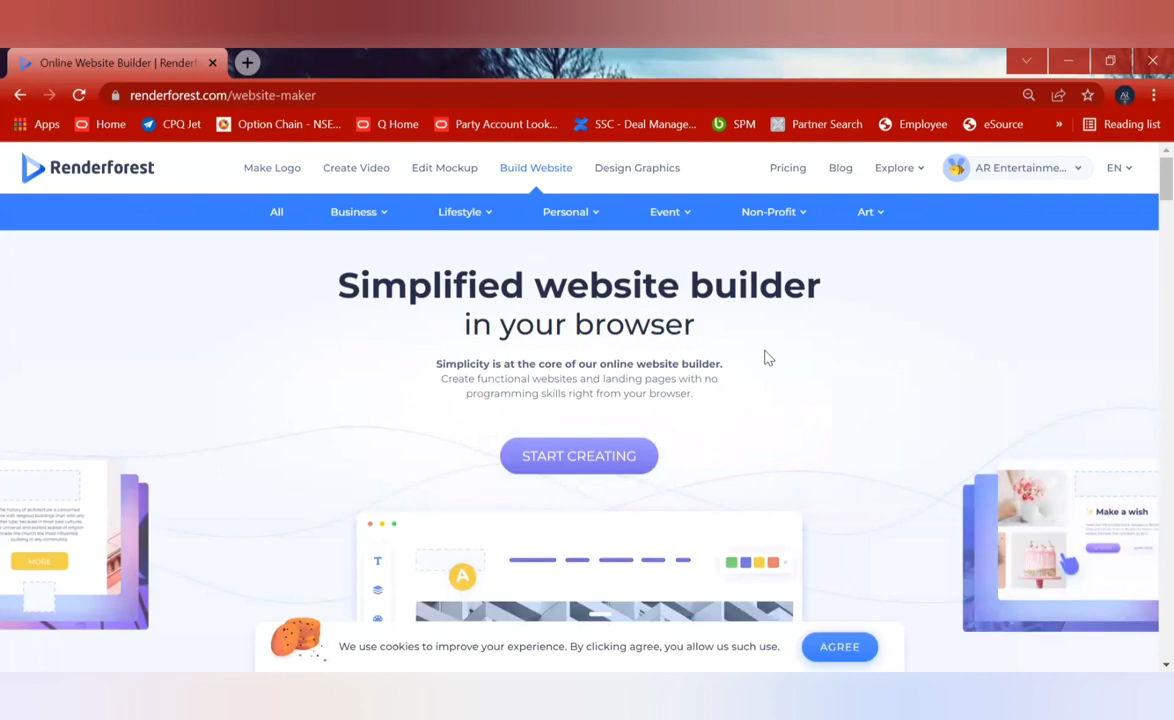 Online Website Builder | Renderf
renderforest.com/website-maker
Apps Home CPQ Jet Option Chain - NSE... Q Home Party Account Look... SSC - Deal Manage... SPM Partner Search Employee eSource » Reading list
Renderforest Make Logo Create Video Edit Mockup Build Website Design Graphics Pricing Blog Explore AR Entertainme... EN
All Business Lifestyle Personal Event Non-Profit Art
Simplified website builder
in your browser
Simplicity is at the core of our online website builder.
Create functional websites and landing pages with no
programming skills right from your browser.
START CREATING
MORE
Make a wish
T
A
We use cookies to improve your experience. By clicking agree, you allow us such use.
AGREE